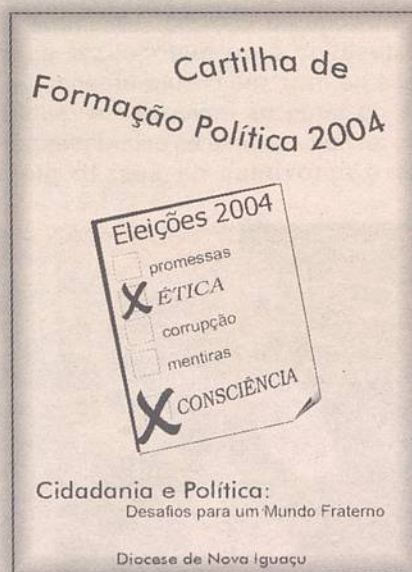 Cartilha de
Formação Política 2004
Eleições 2004
promessas
ÉTICA
corrupção
mentiras
CONSCIÊNCIA
Cidadania e Política:
Desafios para um Mundo Fraterno
Diocese de Nova Iguaçu